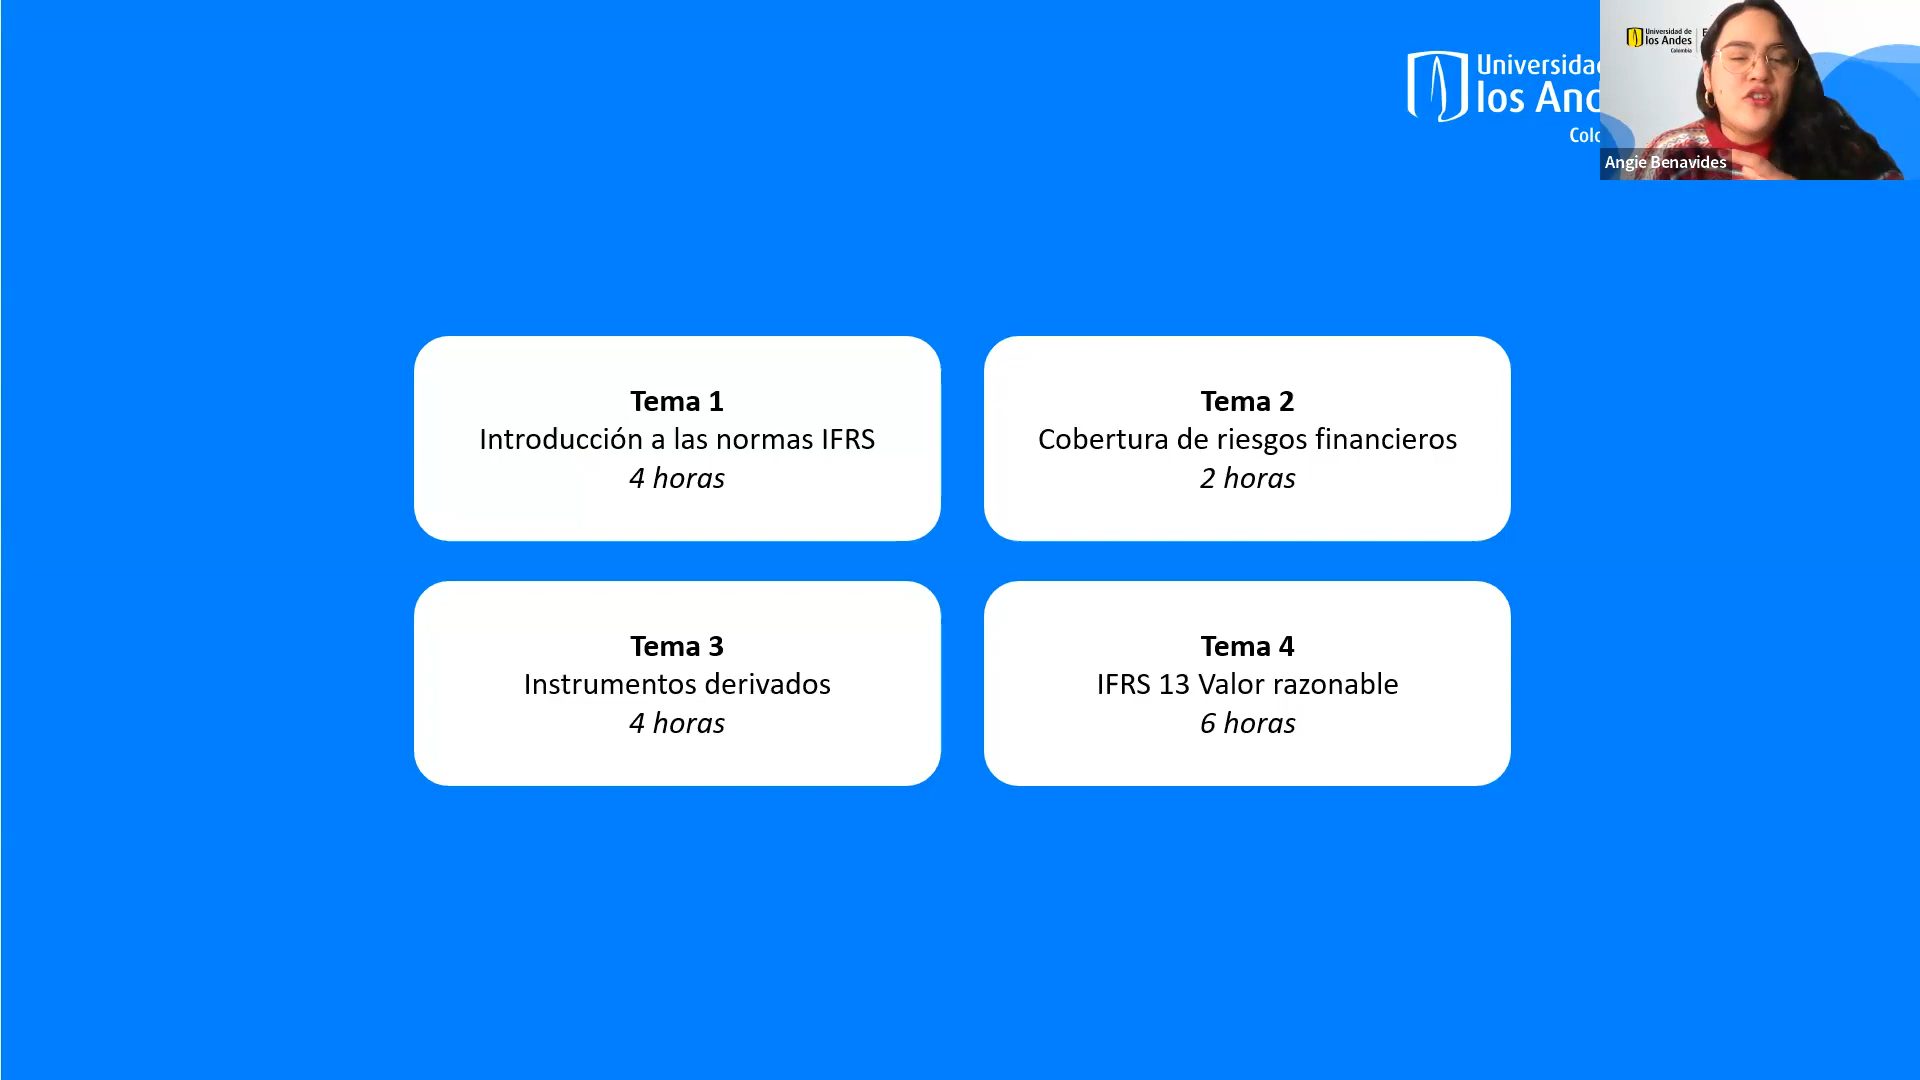 Universidad de
los Andes
Colombia
Universida
los And
Colo
Angie Benavides
Tema 1
Introducción a las normas IFRS
4 horas
Tema 2
Cobertura de riesgos financieros
2 horas
Tema 3
Instrumentos derivados
4 horas
Tema 4
IFRS 13 Valor razonable
6 horas